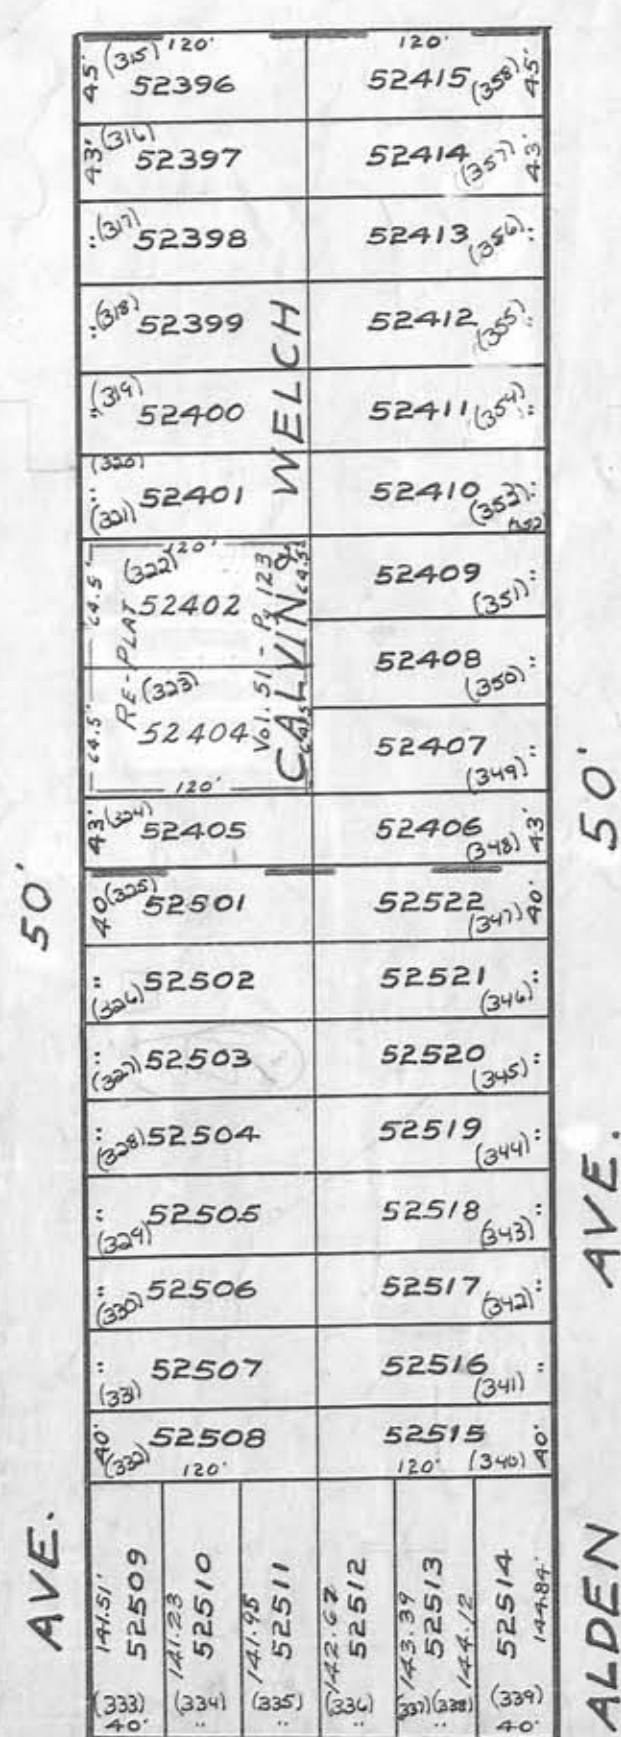 120' 120'
45' (315) 52396 52415 (358) 45'
43' (316) 52397 52414 (357) 43'
" (317) 52398 52413 (356) "
" (318) 52399 52412 (355) "
" (319) 52400 52411 (354) "
(320)
" (321) 52401 52410 (353) "
120'
64.5' (322) 52402 64.5' 52409 (351) "
52408 (350) "
64.5' (323) 52404 52407 (349) "
120'
RE-PLAT
Vol. 51 - Pg 123
CALVIN & WELCH
43' (324) 52405 52406 (348) 43'
40 (325) 52501 52522 (347) 40'
" (326) 52502 52521 (346) "
" (327) 52503 52520 (345) "
" (328) 52504 52519 (344) "
" (329) 52505 52518 (343) "
" (330) 52506 52517 (342) "
" (331) 52507 52516 (341) "
40' (332) 52508 52515 (340) 40'
120' 120'
141.51' 52509 (333) 40'
141.23 52510 (334) "
141.95 52511 (335) "
142.67 52512 (336) "
143.39 52513 144.12 (337) (338) "
52514 144.84' (339) 40'
50' AVE.
ALDEN AVE. 50'